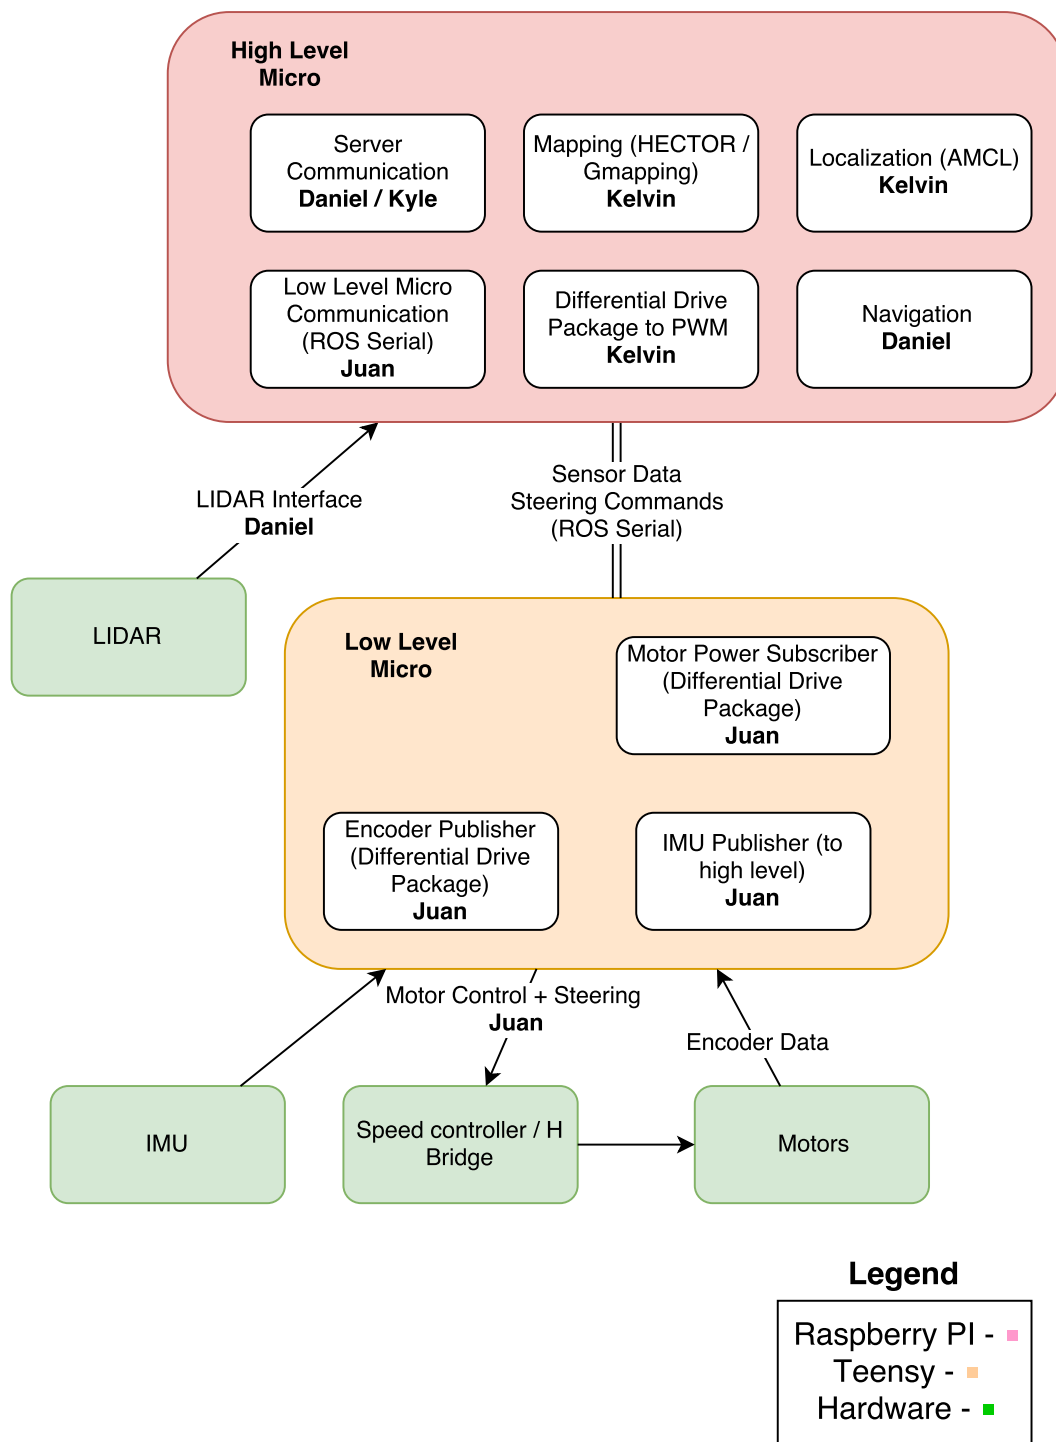 High Level
Micro
Server
Communication
Daniel / Kyle
Mapping (HECTOR /
Gmapping)
Kelvin
Localization (AMCL)
Kelvin
Low Level Micro
Communication
(ROS Serial)
Juan
Differential Drive
Package to PWM
Kelvin
Navigation
Daniel
LIDAR Interface
Daniel
Sensor Data
Steering Commands
(ROS Serial)
LIDAR
Low Level
Micro
Motor Power Subscriber
(Differential Drive
Package)
Juan
Encoder Publisher
(Differential Drive
Package)
Juan
IMU Publisher (to
high level)
Juan
Motor Control + Steering
Juan
Encoder Data
IMU
Speed controller / H
Bridge
Motors
Legend
Raspberry PI -
Teensy -
Hardware -